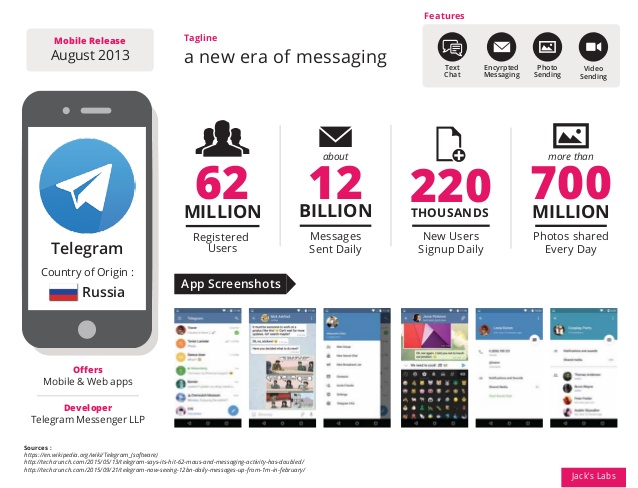 Features
Mobile Release
August 2013
Tagline
a new era of messaging
Text
Chat
Encyrpted
Messaging
Photo
Sending
Video
Sending
Telegram
Country of Origin :
Russia
Offers
Mobile & Web apps
Developer
Telegram Messenger LLP
62
MILLION
Registered
Users
about
12
BILLION
Messages
Sent Daily
220
THOUSANDS
New Users
Signup Daily
more than
700
MILLION
Photos shared
Every Day
App Screenshots
Telegram
Sources :
https://en.wikipedia.org/wiki/Telegram_(software)
http://techcrunch.com/2015/05/13/telegram-says-its-hit-62-maus-and-messaging-activity-has-doubled/
http://techcrunch.com/2015/09/21/telegram-now-seeing-12bn-daily-messages-up-from-1m-in-february/
Jack's Labs